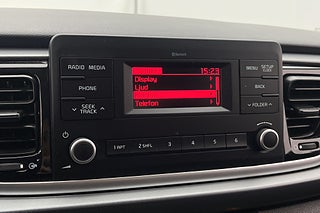 Bluetooth
RADIO MEDIA
PHONE
SEEK
TRACK
15:23
Display
Ljud
Telefon
MENU SETUP
BACK
FOLDER
1 RPT 2 SHFL 3 4 5 6